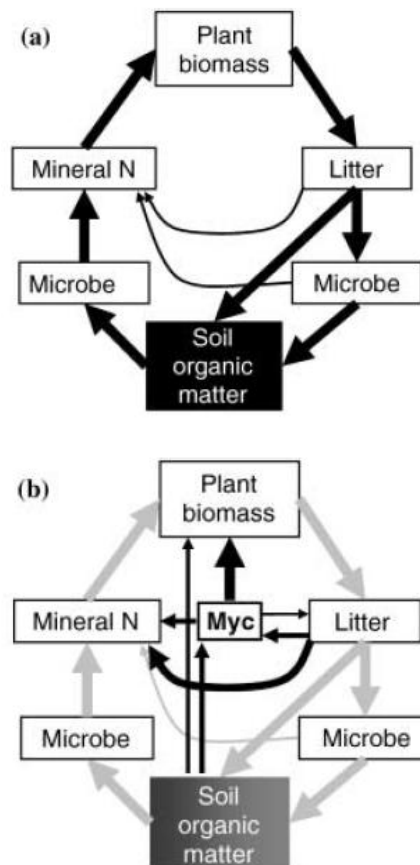 (a)
Plant
biomass
Mineral N
Litter
Microbe
Microbe
Soil
organic
matter
(b)
Plant
biomass
Mineral N
Myc
Litter
Microbe
Microbe
Soil
organic
matter